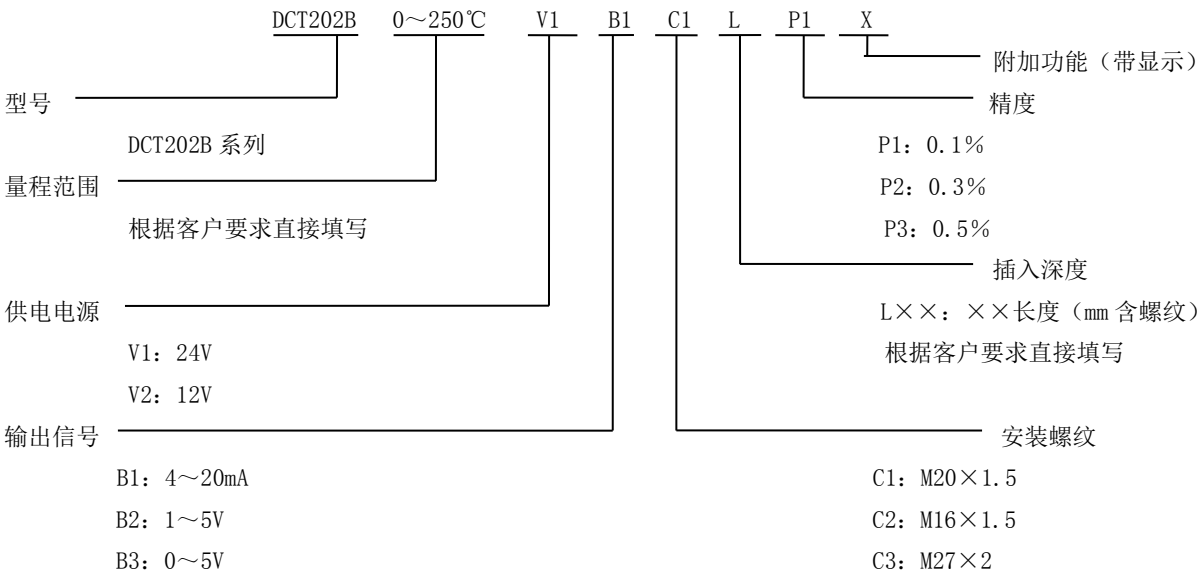 DCT202B 0～250℃ V1 B1 C1 L P1 X
附加功能（带显示）
型号
精度
DCT202B 系列
P1：0.1%
量程范围
P2：0.3%
根据客户要求直接填写
P3：0.5%
插入深度
供电电源
L××：××长度（mm 含螺纹）
V1：24V
根据客户要求直接填写
V2：12V
输出信号
安装螺纹
B1：4～20mA
C1：M20×1.5
B2：1～5V
C2：M16×1.5
B3：0～5V
C3：M27×2